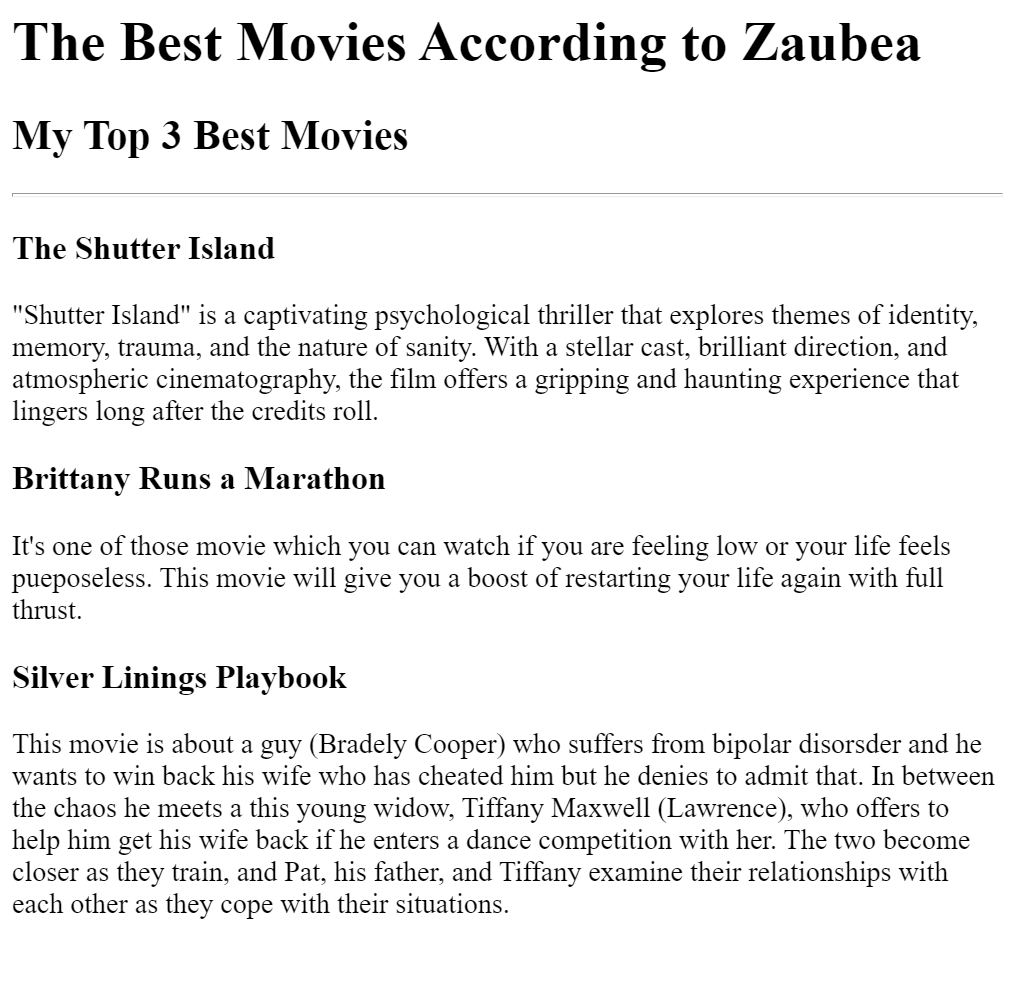 The Best Movies According to Zaubea
My Top 3 Best Movies
The Shutter Island
"Shutter Island" is a captivating psychological thriller that explores themes of identity,
memory, trauma, and the nature of sanity. With a stellar cast, brilliant direction, and
atmospheric cinematography, the film offers a gripping and haunting experience that
lingers long after the credits roll.
Brittany Runs a Marathon
It's one of those movie which you can watch if you are feeling low or your life feels
pueposeless. This movie will give you a boost of restarting your life again with full
thrust.
Silver Linings Playbook
This movie is about a guy (Bradely Cooper) who suffers from bipolar disorsder and he
wants to win back his wife who has cheated him but he denies to admit that. In between
the chaos he meets a this young widow, Tiffany Maxwell (Lawrence), who offers to
help him get his wife back if he enters a dance competition with her. The two become
closer as they train, and Pat, his father, and Tiffany examine their relationships with
each other as they cope with their situations.